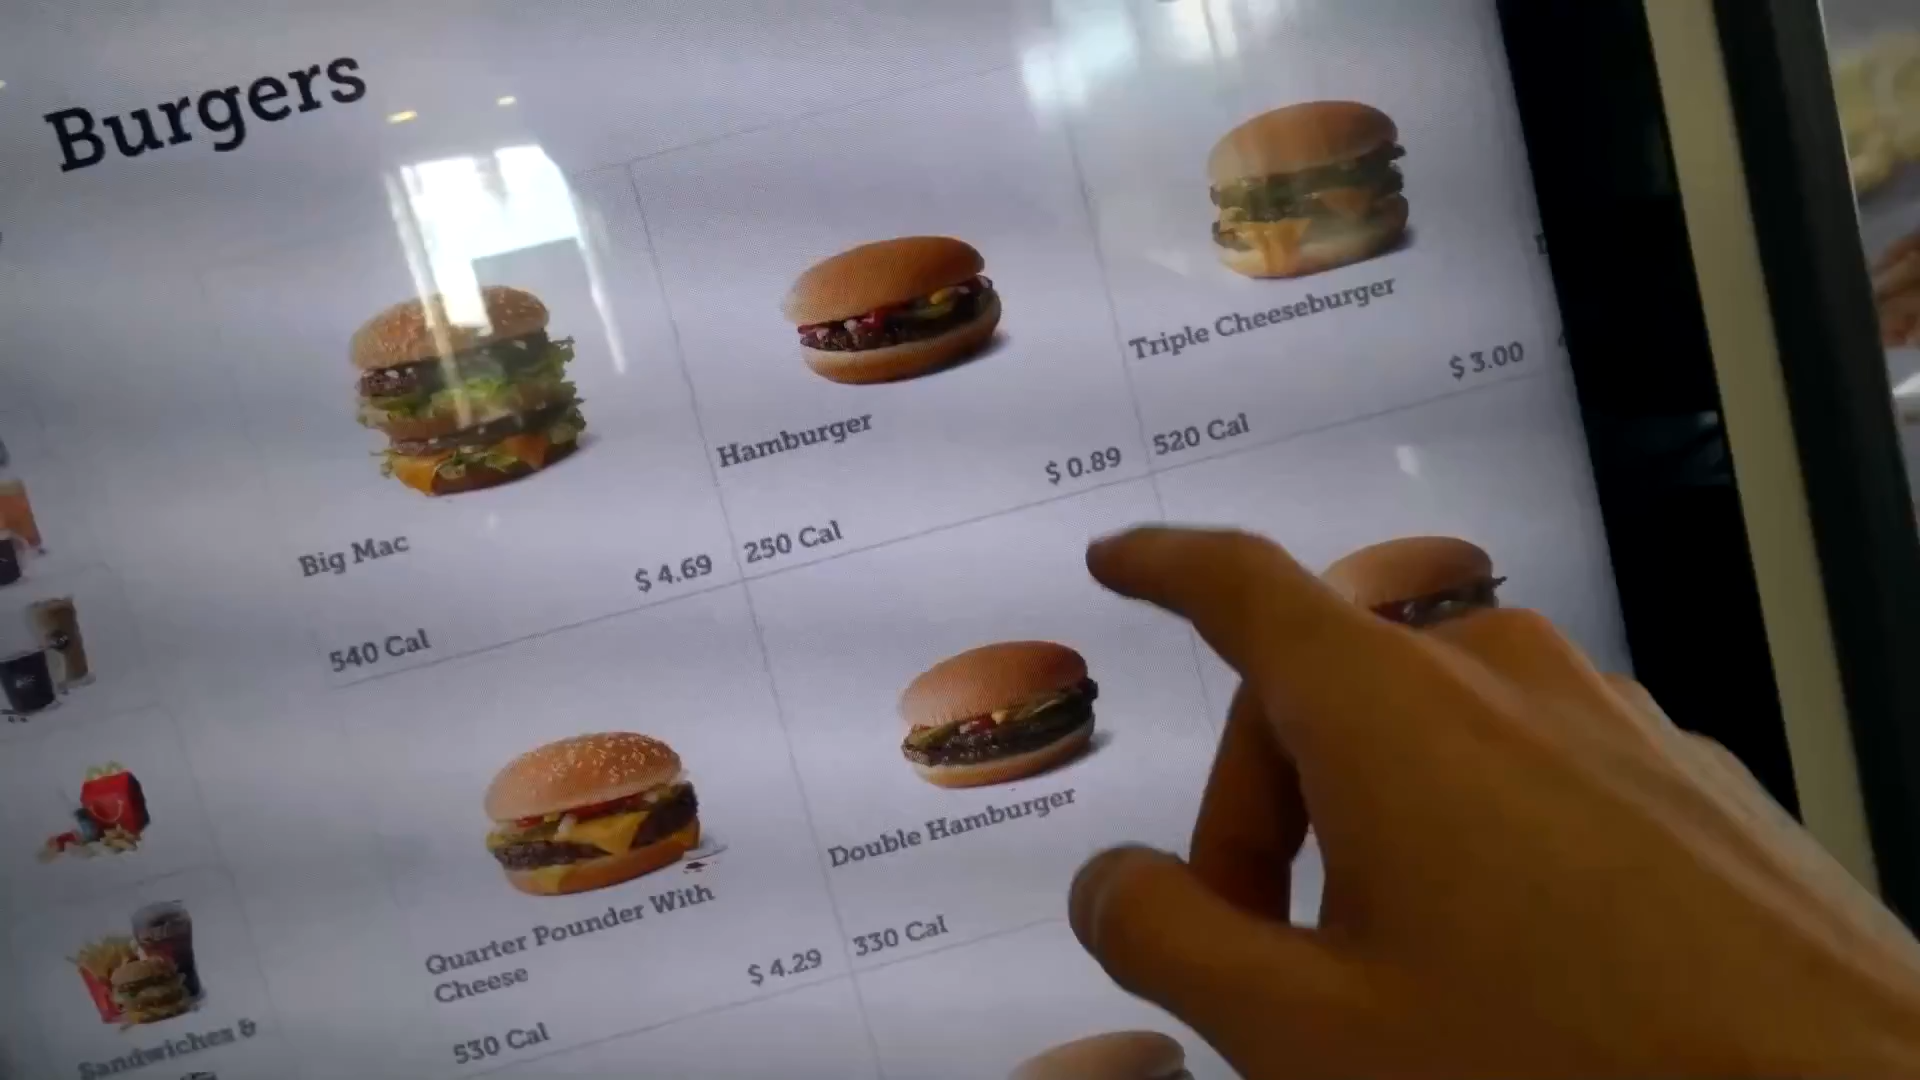 Burgers
Big Mac
$ 4.69
540 Cal
Hamburger
$ 0.89
250 Cal
Triple Cheeseburger
$ 3.00
520 Cal
Quarter Pounder With
Cheese
$ 4.29
530 Cal
Double Hamburger
330 Cal
Sandwiches &